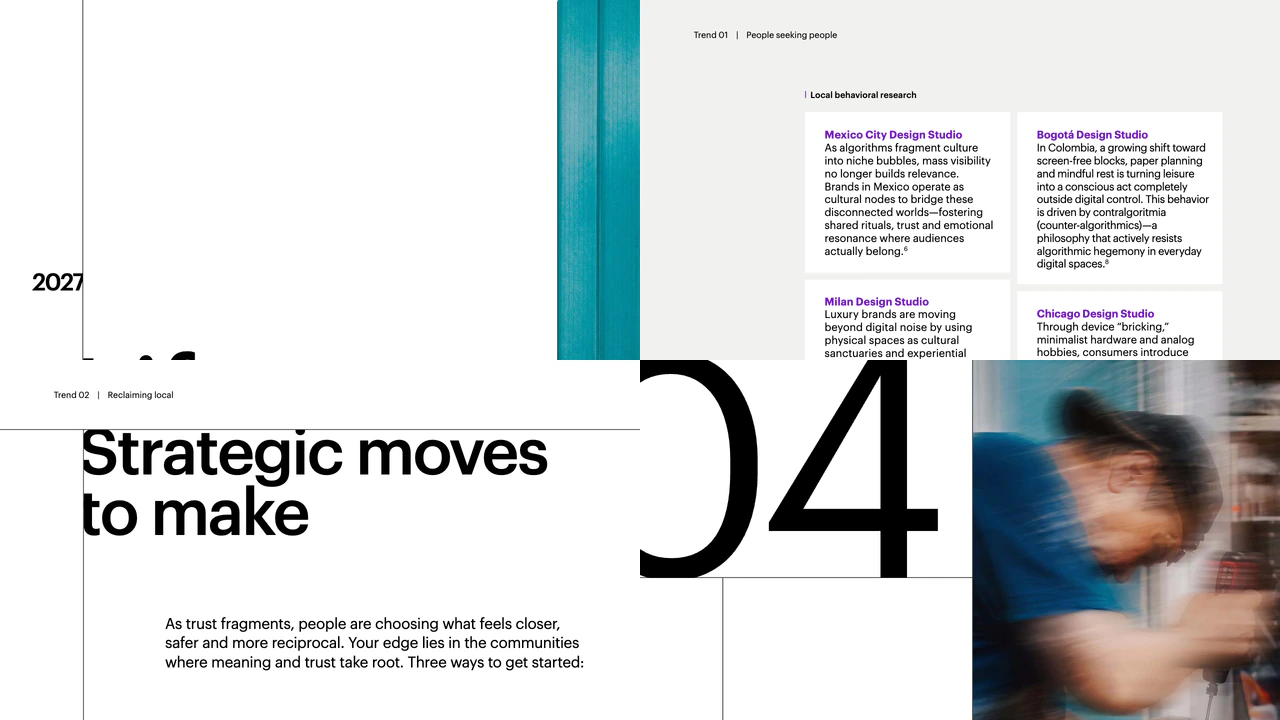 2027
Trend 01 | People seeking people
Local behavioral research
Mexico City Design Studio
As algorithms fragment culture
into niche bubbles, mass visibility
no longer builds relevance.
Brands in Mexico operate as
cultural nodes to bridge these
disconnected worlds—fostering
shared rituals, trust and emotional
resonance where audiences
actually belong.⁶
Milan Design Studio
Luxury brands are moving
beyond digital noise by using
physical spaces as cultural
sanctuaries and experiential
Bogotá Design Studio
In Colombia, a growing shift toward
screen-free blocks, paper planning
and mindful rest is turning leisure
into a conscious act completely
outside digital control. This behavior
is driven by contralgoritmia
(counter-algorithmics)—a
philosophy that actively resists
algorithmic hegemony in everyday
digital spaces.⁸
Chicago Design Studio
Through device “bricking,”
minimalist hardware and analog
hobbies, consumers introduce
Trend 02 | Reclaiming local
Strategic moves
to make
As trust fragments, people are choosing what feels closer,
safer and more reciprocal. Your edge lies in the communities
where meaning and trust take root. Three ways to get started:
04